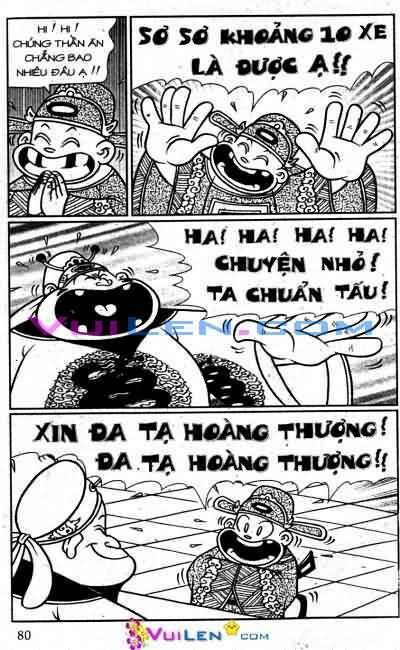 HI! HI!
CHÚNG THẦN ĂN
CHẲNG BAO
NHIÊU ĐÂU Ạ!!
SƠ SƠ KHOẢNG 10 XE
LÀ ĐƯỢC Ạ!!
HA! HA! HA! HA!
CHUYỆN NHỎ!
TA CHUẨN TẤU!
VUILEN.COM
XIN ĐA TẠ HOÀNG THƯỢNG!
ĐA TẠ HOÀNG THƯỢNG!!
80
VUILEN.COM